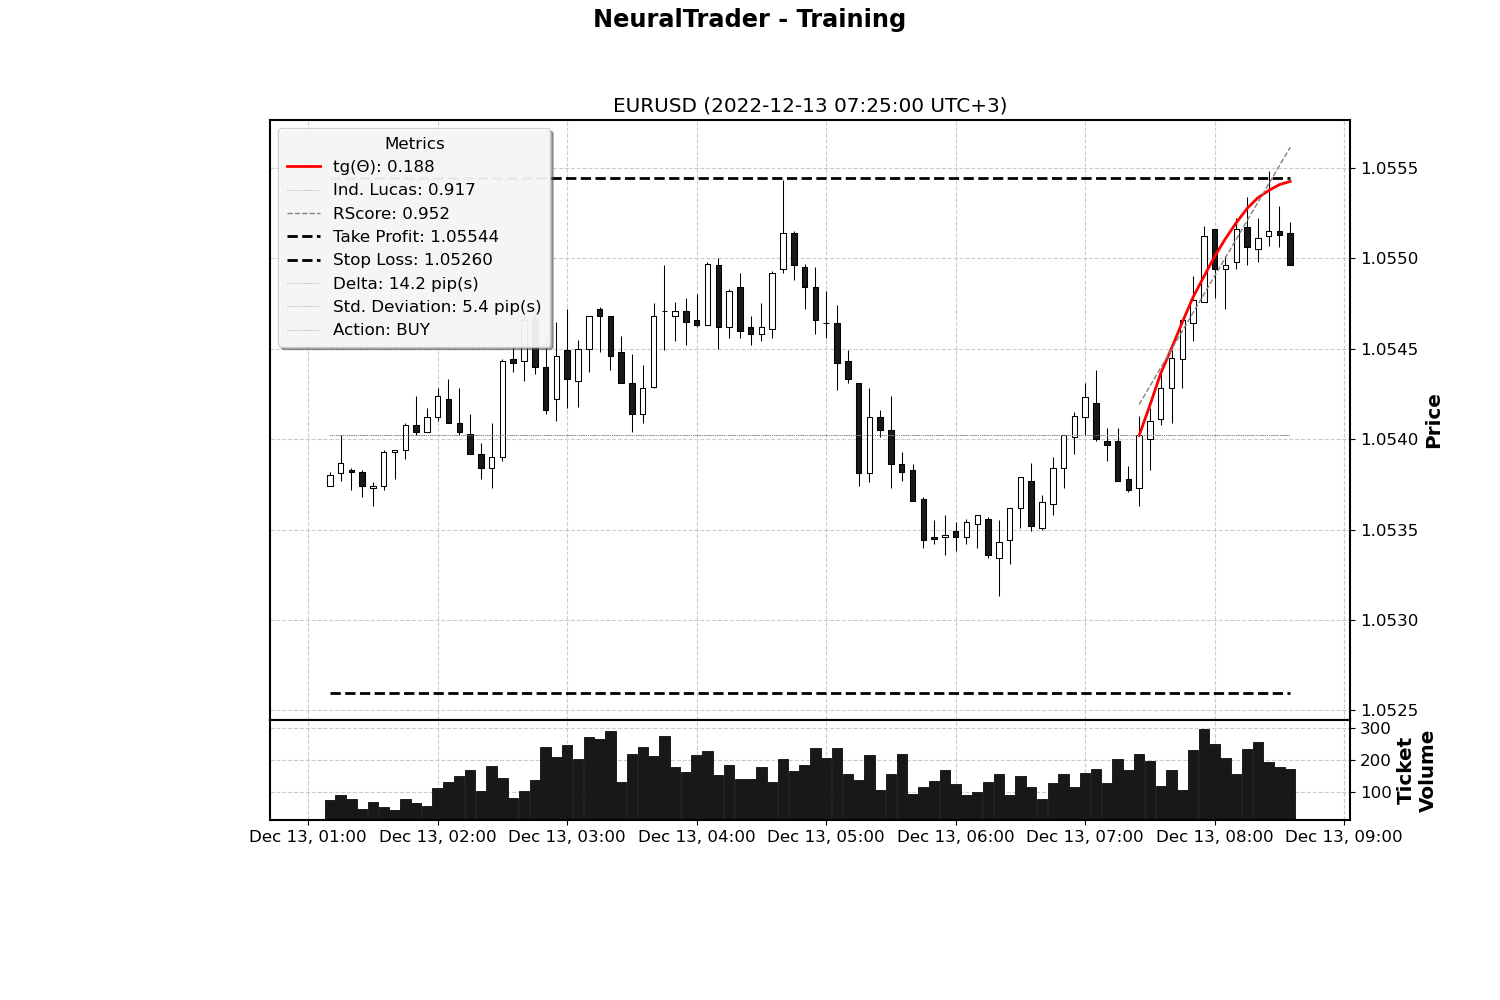 NeuralTrader - Training
EURUSD (2022-12-13 07:25:00 UTC+3)
Metrics
tg(Θ): 0.188
Ind. Lucas: 0.917
RScore: 0.952
Take Profit: 1.05544
Stop Loss: 1.05260
Delta: 14.2 pip(s)
Std. Deviation: 5.4 pip(s)
Action: BUY
1.0555
1.0550
1.0545
1.0540
1.0535
1.0530
1.0525
Price
300
200
100
Ticket
Volume
Dec 13, 01:00 Dec 13, 02:00 Dec 13, 03:00 Dec 13, 04:00 Dec 13, 05:00 Dec 13, 06:00 Dec 13, 07:00 Dec 13, 08:00 Dec 13, 09:00